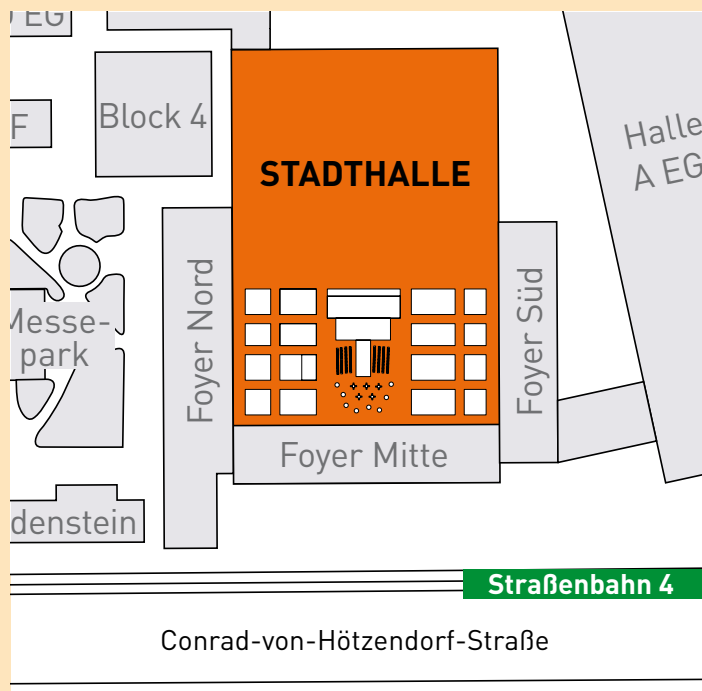 EG
Block 4
F
STADTHALLE
Halle
A EG
Foyer Nord
Foyer Süd
Messe-
park
Foyer Mitte
denstein
Straßenbahn 4
Conrad-von-Hötzendorf-Straße